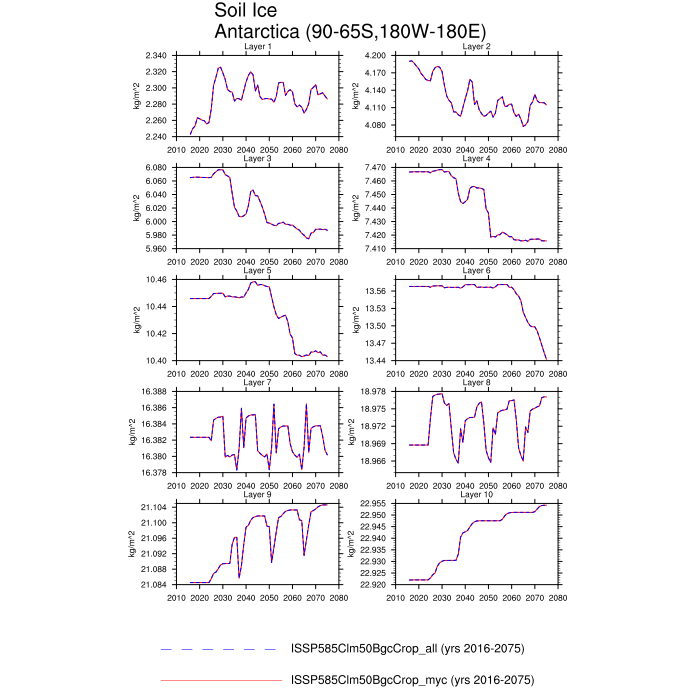 Soil Ice
Antarctica (90-65S,180W-180E)
Layer 1
Layer 2
2.340
2.320
2.300
2.280
2.260
2.240
kg/m^2
2010 2020 2030 2040 2050 2060 2070 2080
4.200
4.170
4.140
4.110
4.080
kg/m^2
2010 2020 2030 2040 2050 2060 2070 2080
Layer 3
Layer 4
6.080
6.060
6.040
6.020
6.000
5.980
5.960
kg/m^2
2010 2020 2030 2040 2050 2060 2070 2080
7.470
7.460
7.450
7.440
7.430
7.420
7.410
kg/m^2
2010 2020 2030 2040 2050 2060 2070 2080
Layer 5
Layer 6
10.46
10.44
10.42
10.40
kg/m^2
2010 2020 2030 2040 2050 2060 2070 2080
13.56
13.53
13.50
13.47
13.44
kg/m^2
2010 2020 2030 2040 2050 2060 2070 2080
Layer 7
Layer 8
16.388
16.386
16.384
16.382
16.380
16.378
kg/m^2
2010 2020 2030 2040 2050 2060 2070 2080
18.978
18.975
18.972
18.969
18.966
kg/m^2
2010 2020 2030 2040 2050 2060 2070 2080
Layer 9
Layer 10
21.104
21.100
21.096
21.092
21.088
21.084
kg/m^2
2010 2020 2030 2040 2050 2060 2070 2080
22.955
22.950
22.945
22.940
22.935
22.930
22.925
22.920
kg/m^2
2010 2020 2030 2040 2050 2060 2070 2080
ISSP585Clm50BgcCrop_all (yrs 2016-2075)
ISSP585Clm50BgcCrop_myc (yrs 2016-2075)